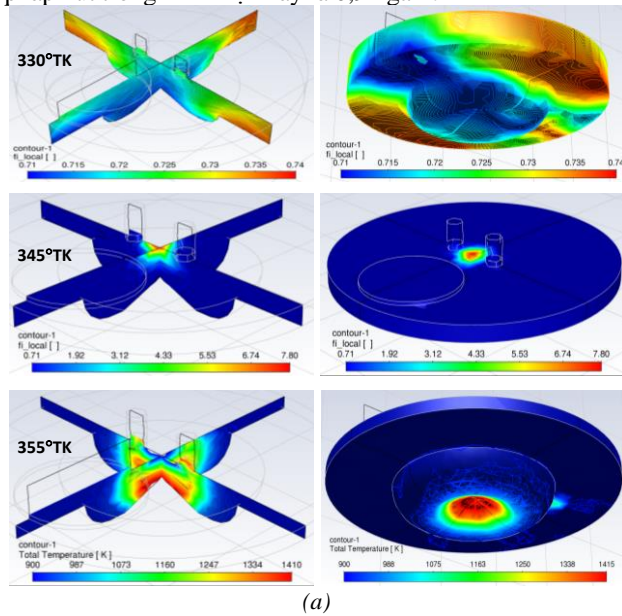 330°TK
contour-1
fi_local [ ]
0.71 0.715 0.72 0.725 0.73 0.735 0.74
contour-1
fi_local [ ]
0.71 0.715 0.72 0.725 0.73 0.735 0.74
345°TK
contour-1
fi_local [ ]
0.71 1.92 3.12 4.33 5.53 6.74 7.80
contour-1
fi_local [ ]
0.71 1.92 3.12 4.33 5.53 6.74 7.80
355°TK
contour-1
Total Temperature [ K ]
900 987 1073 1160 1247 1334 1410
contour-1
Total Temperature [ K ]
900 988 1075 1163 1250 1338 1415
(a)